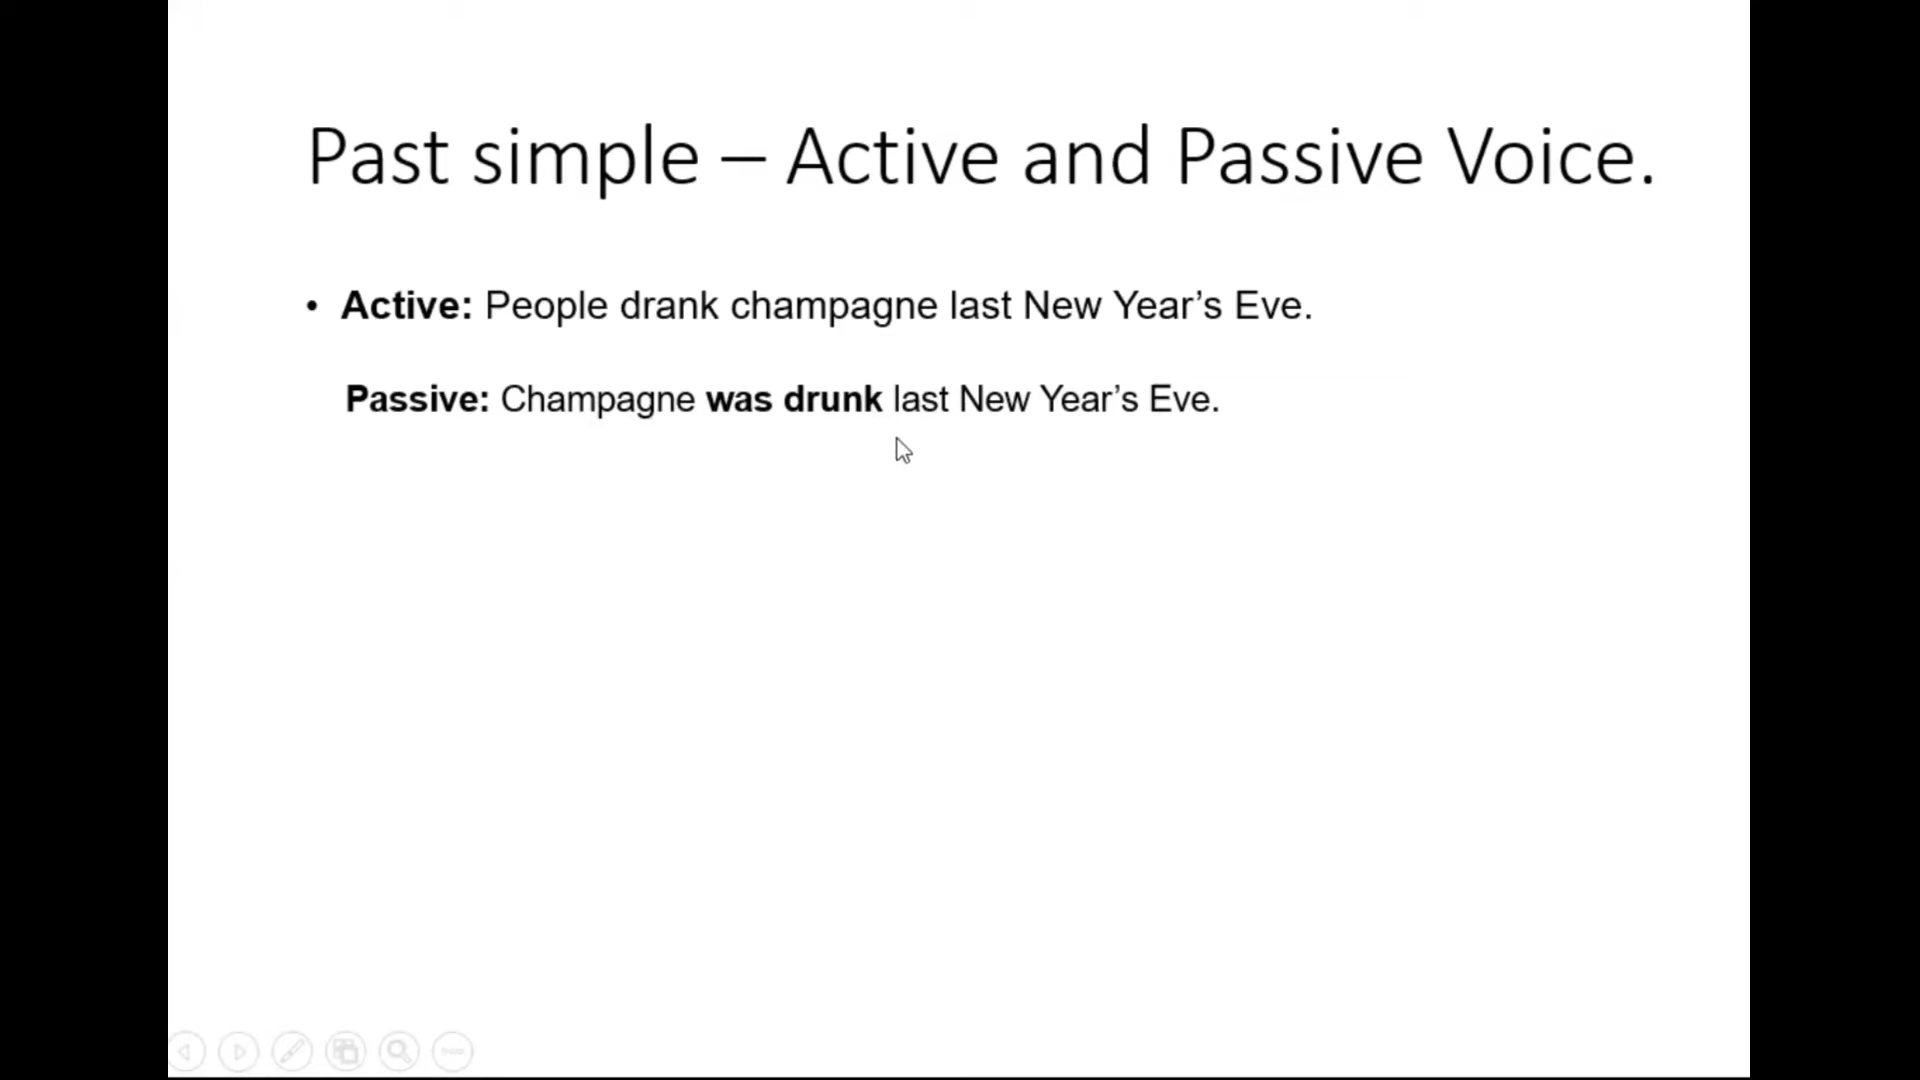 Past simple – Active and Passive Voice.
• Active: People drank champagne last New Year’s Eve.
Passive: Champagne was drunk last New Year’s Eve.